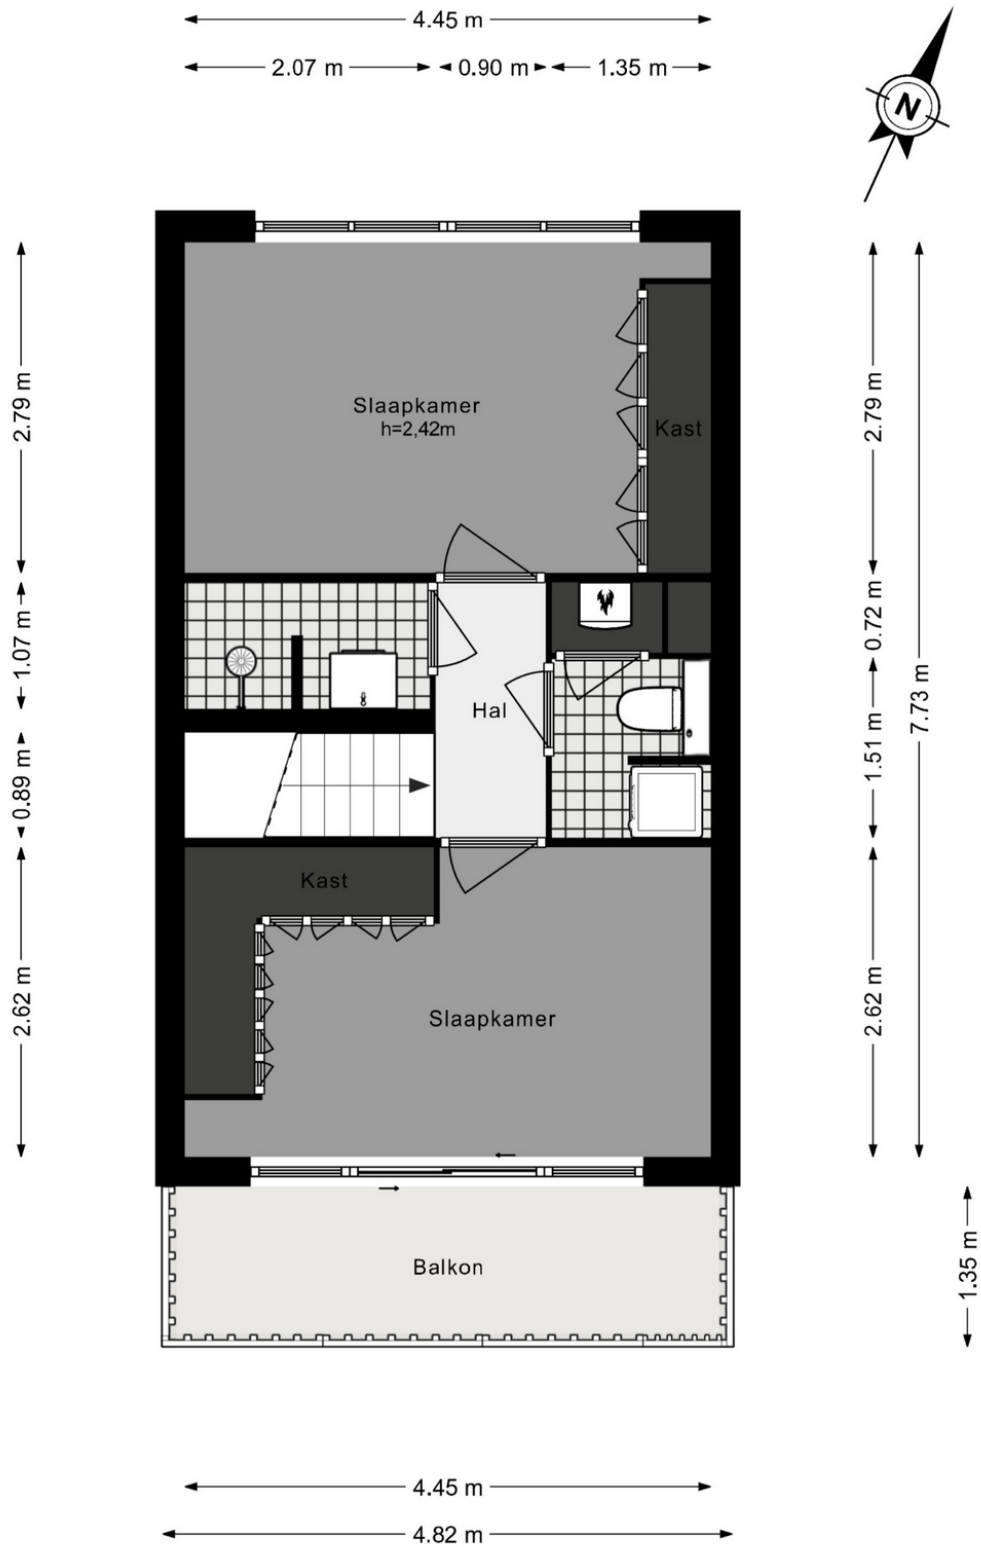 4.45 m
2.07 m 0.90 m 1.35 m
N
2.79 m
2.79 m
Slaapkamer
h=2,42m
Kast
1.07 m
0.72 m
7.73 m
Hal
0.89 m
1.51 m
Kast
2.62 m
2.62 m
Slaapkamer
Balkon
1.35 m
4.45 m
4.82 m